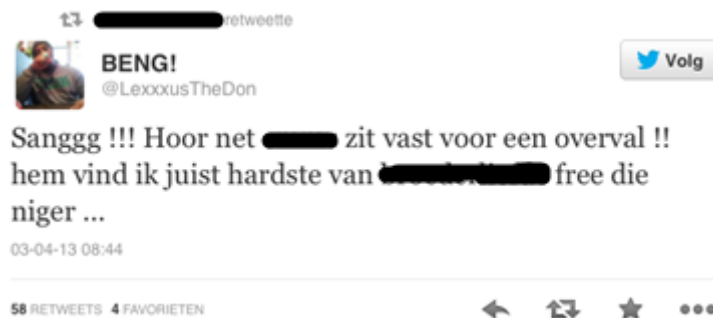 retweette
BENG!
@LexxxusTheDon
Volg
Sanggg !!! Hoor net zit vast voor een overval !!
hem vind ik juist hardste van free die
niger ...
03-04-13 08:44
58 RETWEETS 4 FAVORIETEN